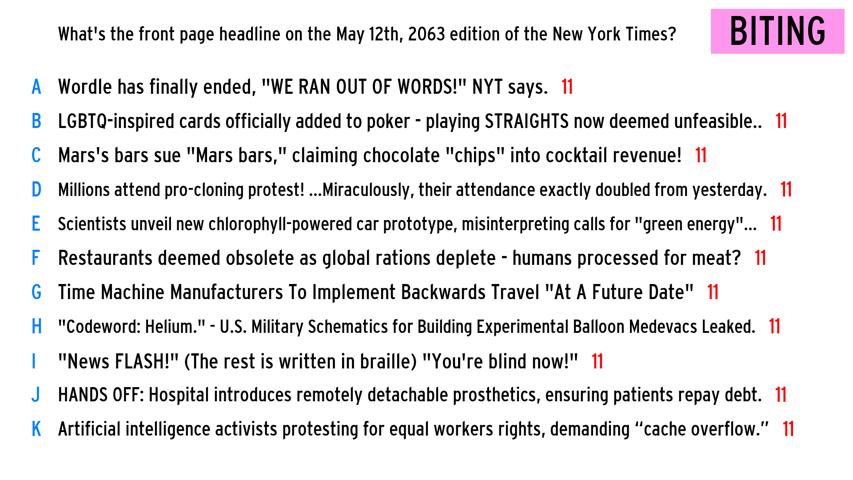 What's the front page headline on the May 12th, 2063 edition of the New York Times? BITING
A Wordle has finally ended, "WE RAN OUT OF WORDS!" NYT says. 11
B LGBTQ-inspired cards officially added to poker - playing STRAIGHTS now deemed unfeasible.. 11
C Mars's bars sue "Mars bars," claiming chocolate "chips" into cocktail revenue! 11
D Millions attend pro-cloning protest! ...Miraculously, their attendance exactly doubled from yesterday. 11
E Scientists unveil new chlorophyll-powered car prototype, misinterpreting calls for "green energy"... 11
F Restaurants deemed obsolete as global rations deplete - humans processed for meat? 11
G Time Machine Manufacturers To Implement Backwards Travel "At A Future Date" 11
H "Codeword: Helium." - U.S. Military Schematics for Building Experimental Balloon Medevacs Leaked. 11
I "News FLASH!" (The rest is written in braille) "You're blind now!" 11
J HANDS OFF: Hospital introduces remotely detachable prosthetics, ensuring patients repay debt. 11
K Artificial intelligence activists protesting for equal workers rights, demanding “cache overflow.” 11